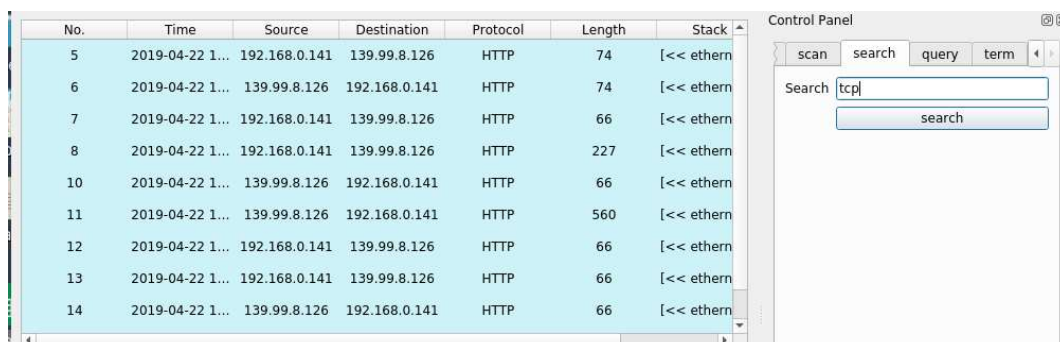 Control Panel
No. Time Source Destination Protocol Length Stack
scan search query term
5 2019-04-22 1... 192.168.0.141 139.99.8.126 HTTP 74 [<< ethern
Search tcp
6 2019-04-22 1... 139.99.8.126 192.168.0.141 HTTP 74 [<< ethern
search
7 2019-04-22 1... 192.168.0.141 139.99.8.126 HTTP 66 [<< ethern
8 2019-04-22 1... 192.168.0.141 139.99.8.126 HTTP 227 [<< ethern
10 2019-04-22 1... 139.99.8.126 192.168.0.141 HTTP 66 [<< ethern
11 2019-04-22 1... 139.99.8.126 192.168.0.141 HTTP 560 [<< ethern
12 2019-04-22 1... 192.168.0.141 139.99.8.126 HTTP 66 [<< ethern
13 2019-04-22 1... 192.168.0.141 139.99.8.126 HTTP 66 [<< ethern
14 2019-04-22 1... 139.99.8.126 192.168.0.141 HTTP 66 [<< ethern